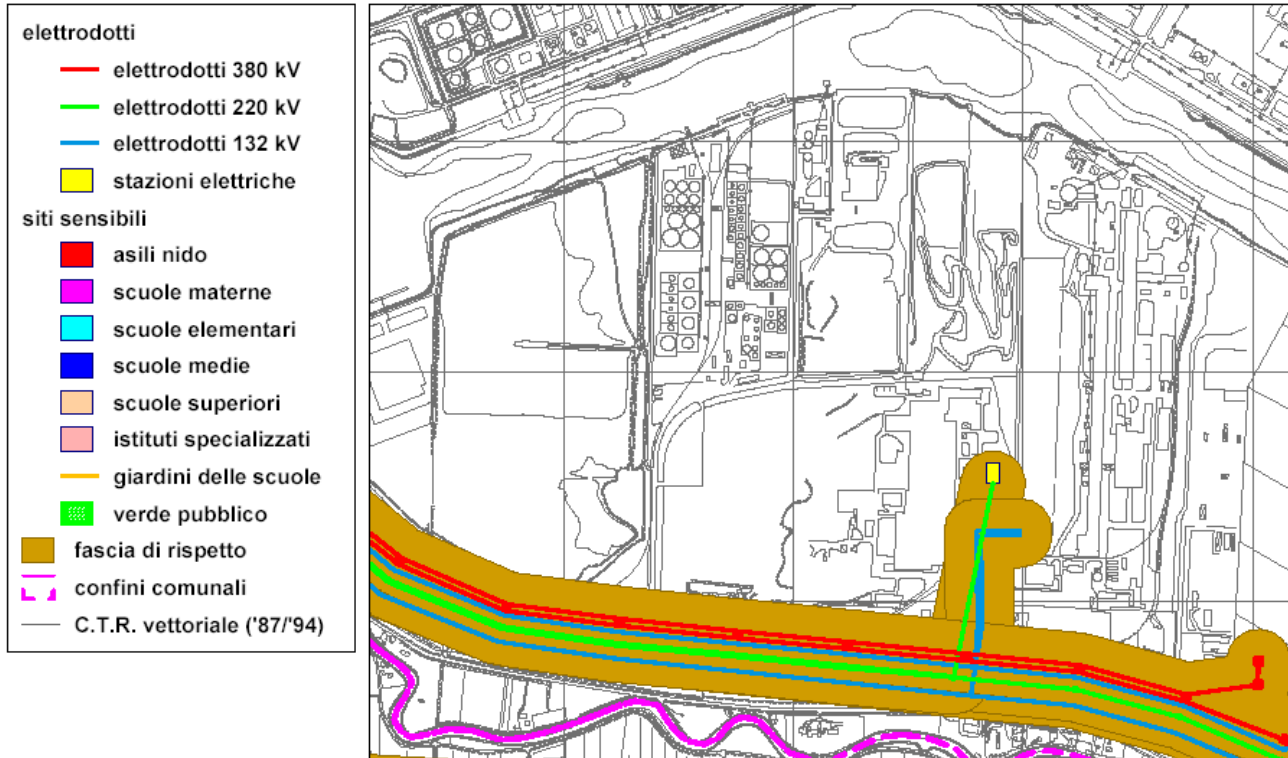 elettrodotti
elettrodotti 380 kV
elettrodotti 220 kV
elettrodotti 132 kV
stazioni elettriche
siti sensibili
asili nido
scuole materne
scuole elementari
scuole medie
scuole superiori
istituti specializzati
giardini delle scuole
verde pubblico
fascia di rispetto
confini comunali
C.T.R. vettoriale ('87/'94)